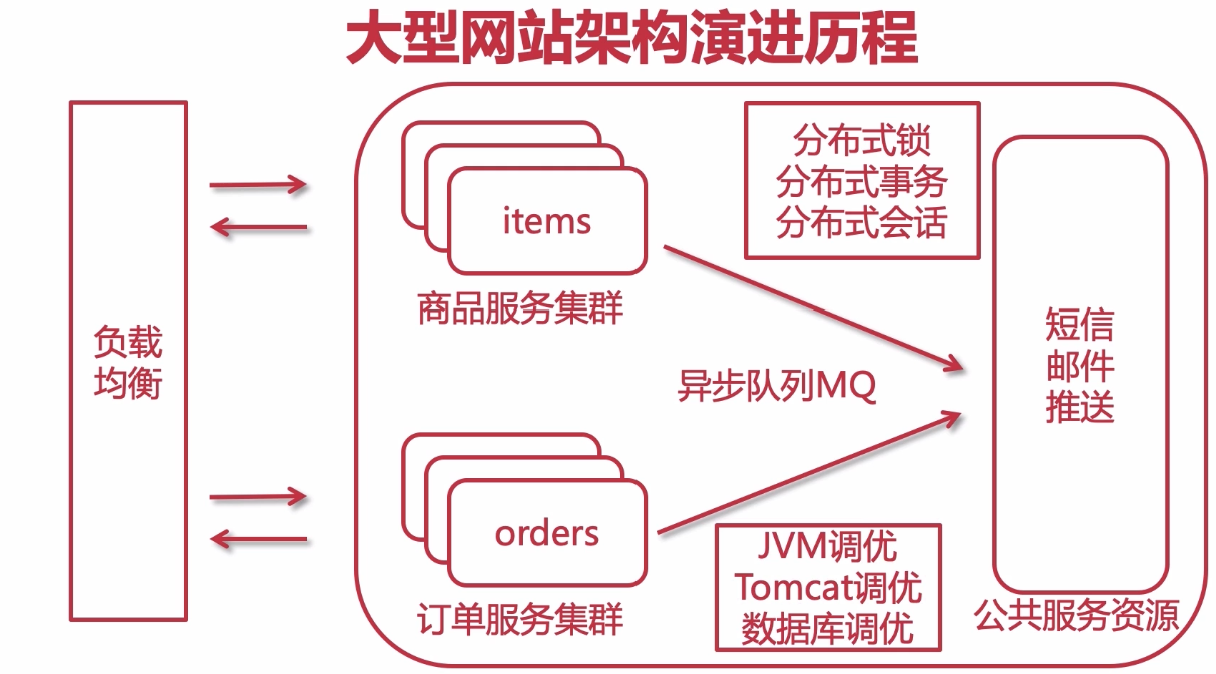 大型网站架构演进历程
负载
均衡
items
商品服务集群
分布式锁
分布式事务
分布式会话
异步队列MQ
短信
邮件
推送
orders
订单服务集群
JVM调优
Tomcat调优
数据库调优
公共服务资源